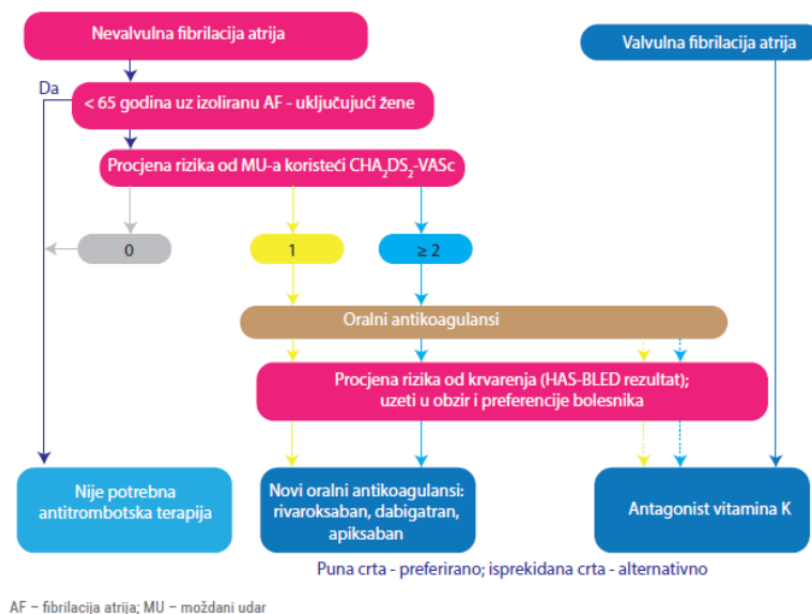 Nevalvulna fibrilacija atrija
Valvulna fibrilacija atrija
Da
< 65 godina uz izoliranu AF - uključujući žene
Procjena rizika od MU-a koristeći CHA₂DS₂-VASc
0
1
≥ 2
Oralni antikoagulansi
Procjena rizika od krvarenja (HAS-BLED rezultat);
uzeti u obzir i preferencije bolesnika
Nije potrebna
antitrombotska terapija
Novi oralni antikoagulansi:
rivaroksaban, dabigatran,
apiksaban
Antagonist vitamina K
Puna crta - preferirano; isprekidana crta - alternativno
AF – fibrilacija atrija; MU – moždani udar